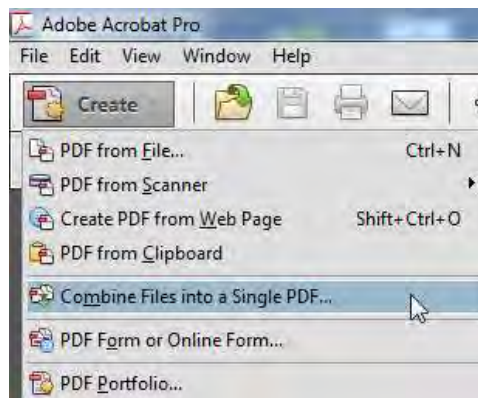 Adobe Acrobat Pro
File Edit View Window Help
Create
PDF from File... Ctrl+N
PDF from Scanner
Create PDF from Web Page Shift+Ctrl+O
PDF from Clipboard
Combine Files into a Single PDF...
PDF Form or Online Form...
PDF Portfolio...